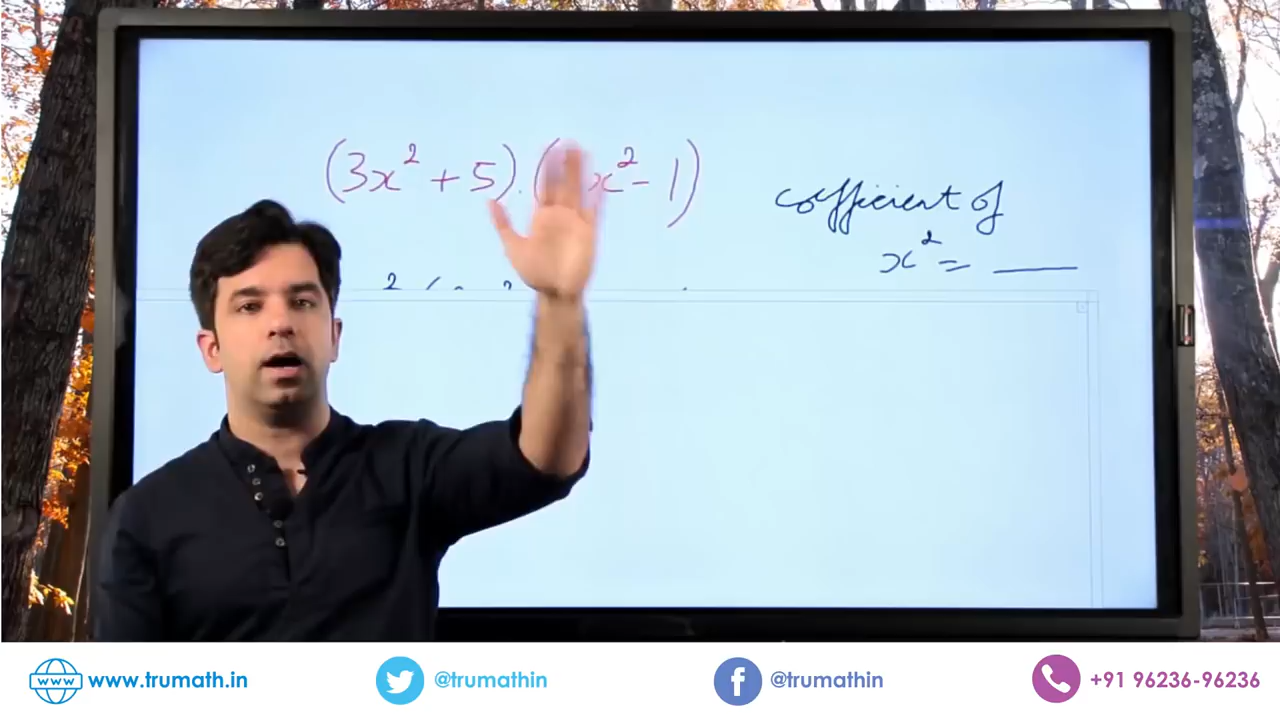 (3x² + 5).( x² - 1)
coefficient of
x² = ____
www.trumath.in
@trumathin
@trumathin
+91 96236-96236